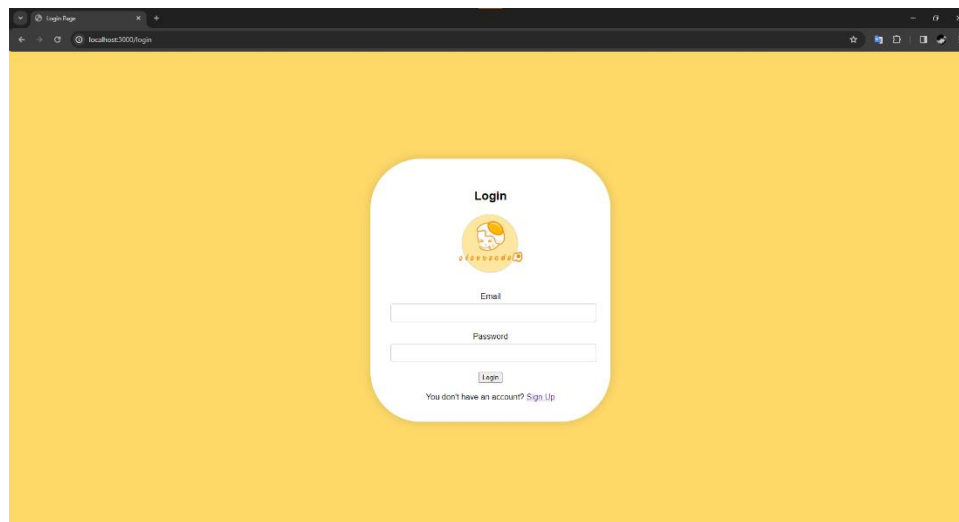 Login Page
localhost:3000/login
Login
Email
Password
Login
You don't have an account? Sign Up